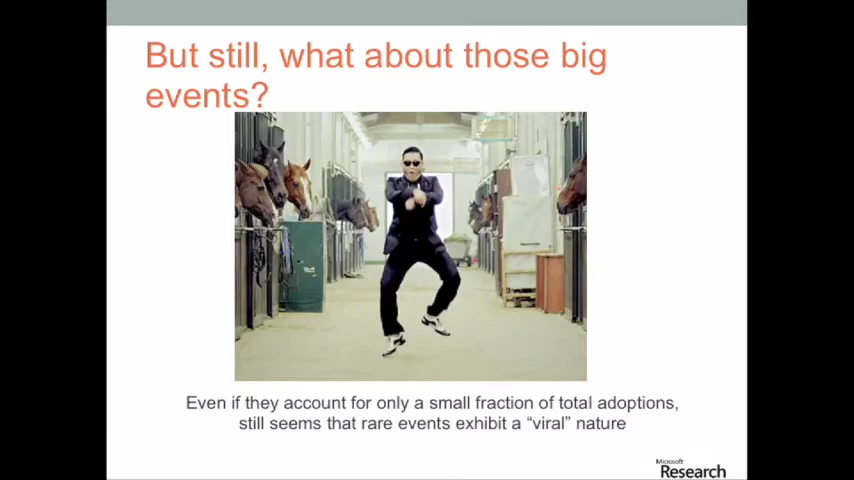 But still, what about those big
events?
Even if they account for only a small fraction of total adoptions,
still seems that rare events exhibit a “viral” nature
Microsoft
Research